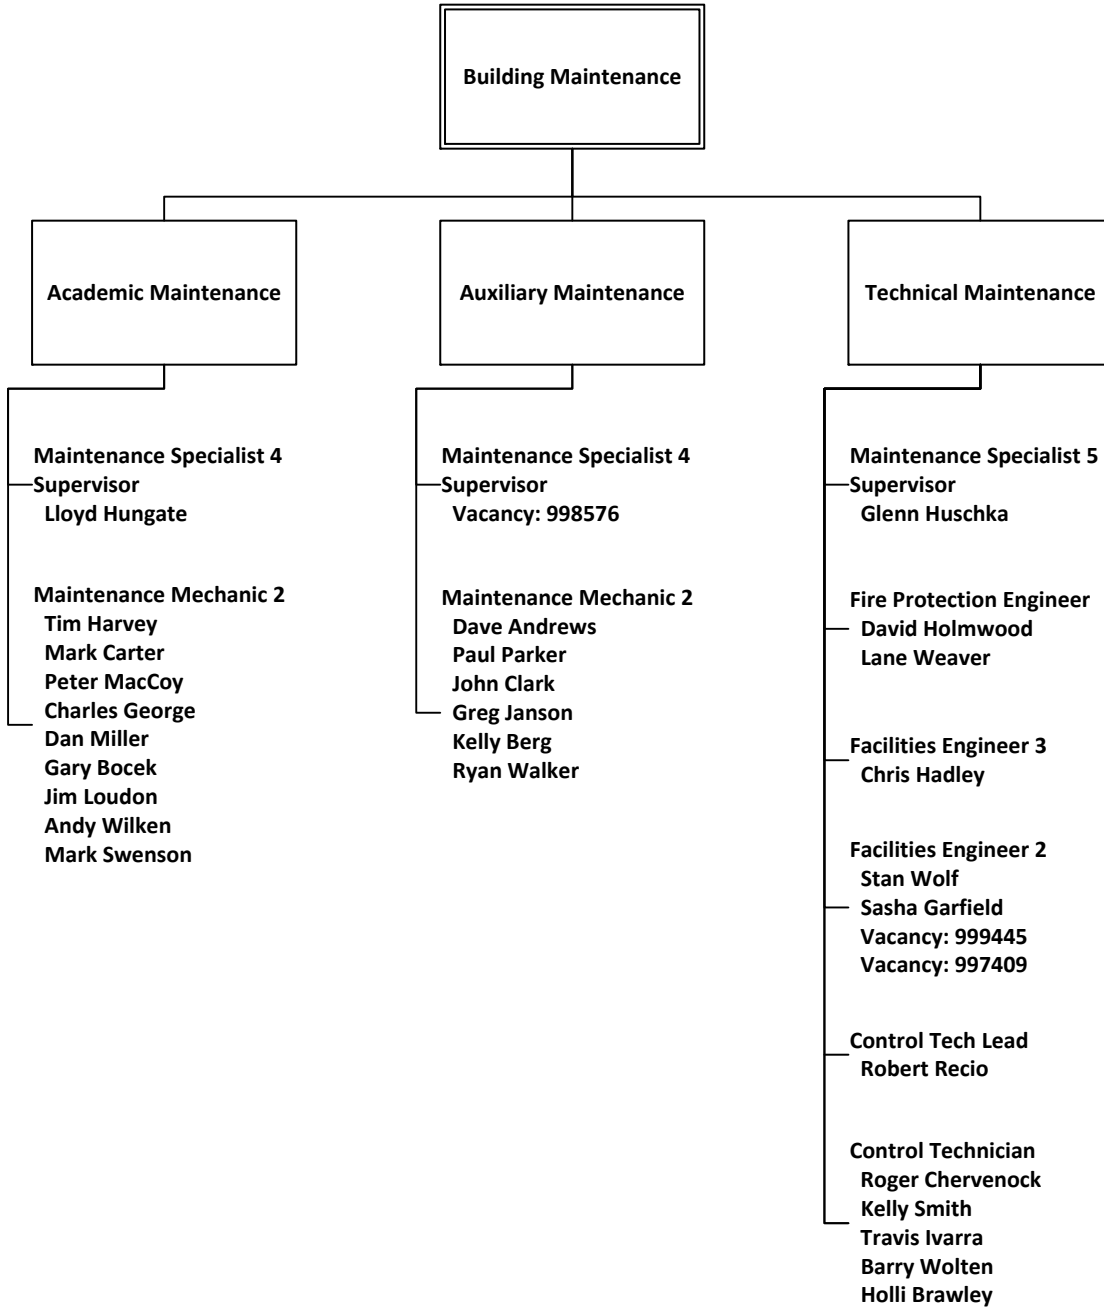 Building Maintenance
Academic Maintenance
Auxiliary Maintenance
Technical Maintenance
Maintenance Specialist 4
Supervisor
Lloyd Hungate
Maintenance Mechanic 2
Tim Harvey
Mark Carter
Peter MacCoy
Charles George
Dan Miller
Gary Bocek
Jim Loudon
Andy Wilken
Mark Swenson
Maintenance Specialist 4
Supervisor
Vacancy: 998576
Maintenance Mechanic 2
Dave Andrews
Paul Parker
John Clark
Greg Janson
Kelly Berg
Ryan Walker
Maintenance Specialist 5
Supervisor
Glenn Huschka
Fire Protection Engineer
David Holmwood
Lane Weaver
Facilities Engineer 3
Chris Hadley
Facilities Engineer 2
Stan Wolf
Sasha Garfield
Vacancy: 999445
Vacancy: 997409
Control Tech Lead
Robert Recio
Control Technician
Roger Chervenock
Kelly Smith
Travis Ivarra
Barry Wolten
Holli Brawley